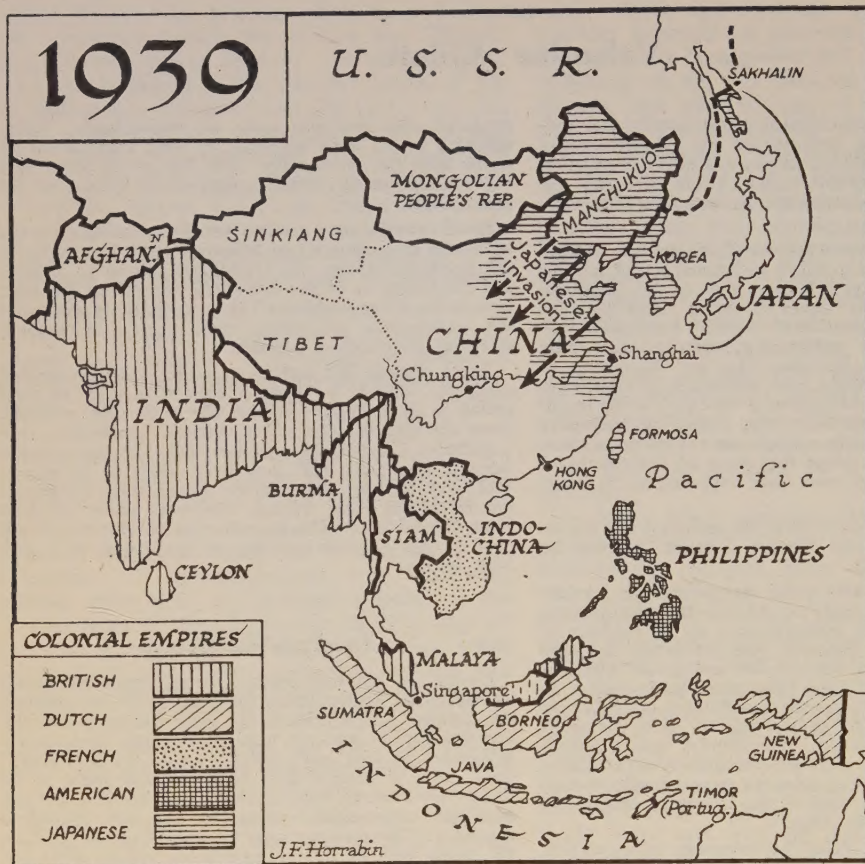 1939
U. S. S. R.
SAKHALIN
MONGOLIAN
PEOPLE'S REP.
MANCHUKUO
SINKIANG
AFGHAN.N
KOREA
Japanese
invasion
JAPAN
TIBET
CHINA
Shanghai
Chungking
INDIA
FORMOSA
HONG
KONG
Pacific
BURMA
SIAM
INDO-
CHINA
PHILIPPINES
CEYLON
COLONIAL EMPIRES
BRITISH
DUTCH
FRENCH
AMERICAN
JAPANESE
MALAYA
Singapore
SUMATRA
BORNEO
NEW
GUINEA
JAVA
TIMOR
(Portug.)
INDONESIA
J.F. Horrabin